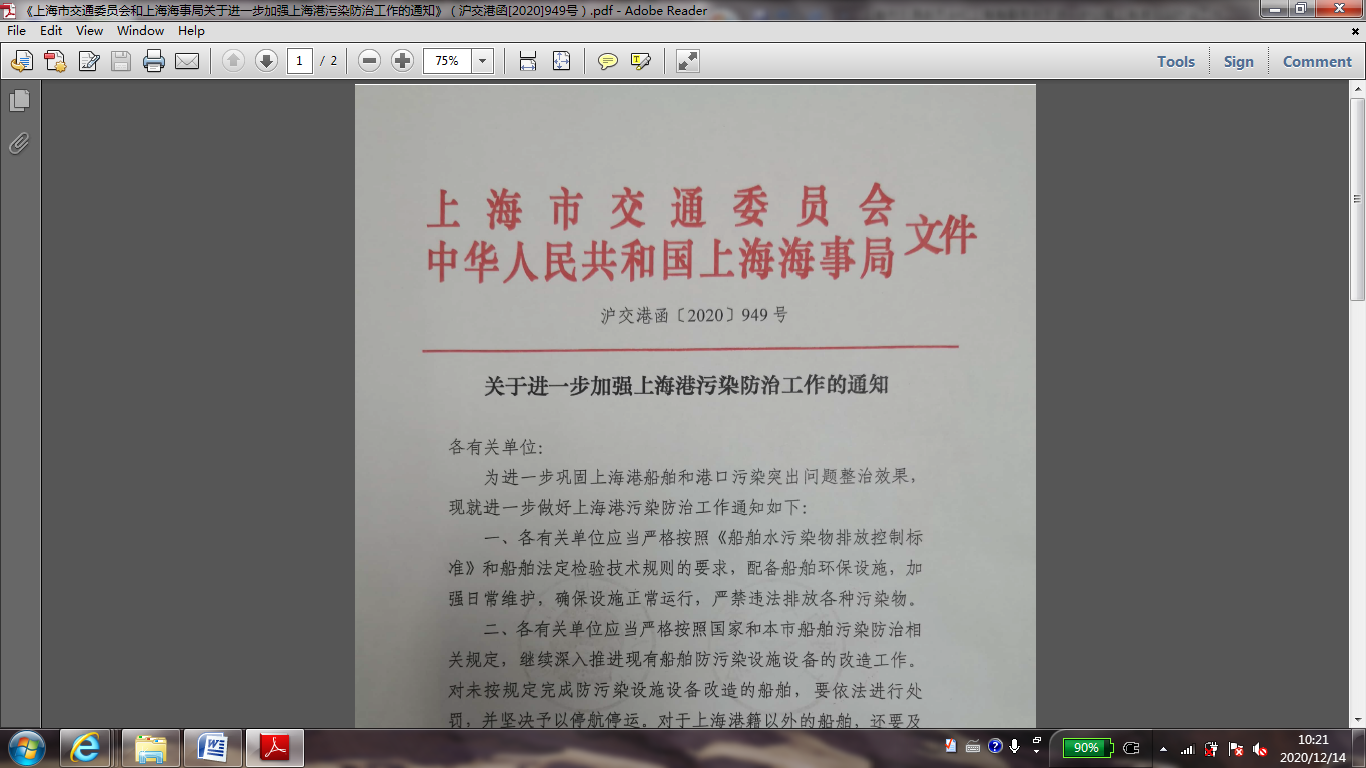 《上海市交通委员会和上海海事局关于进一步加强上海港污染防治工作的通知》（沪交港函[2020]949号）.pdf - Adobe Reader
File Edit View Window Help
1 / 2 75% Tools Sign Comment
上海市交通委员会
中华人民共和国上海海事局
文件
沪交港函〔2020〕949号
关于进一步加强上海港污染防治工作的通知
各有关单位：
为进一步巩固上海港船舶和港口污染突出问题整治效果，
现就进一步做好上海港污染防治工作通知如下：
一、各有关单位应当严格按照《船舶水污染物排放控制标
准》和船舶法定检验技术规则的要求，配备船舶环保设施，加
强日常维护，确保设施正常运行，严禁违法排放各种污染物。
二、各有关单位应当严格按照国家和本市船舶污染防治相
关规定，继续深入推进现有船舶防污染设施设备的改造工作。
对未按规定完成防污染设施设备改造的船舶，要依法进行处
罚，并坚决予以停航停运。对于上海港籍以外的船舶，还要及
90%
10:21
2020/12/14